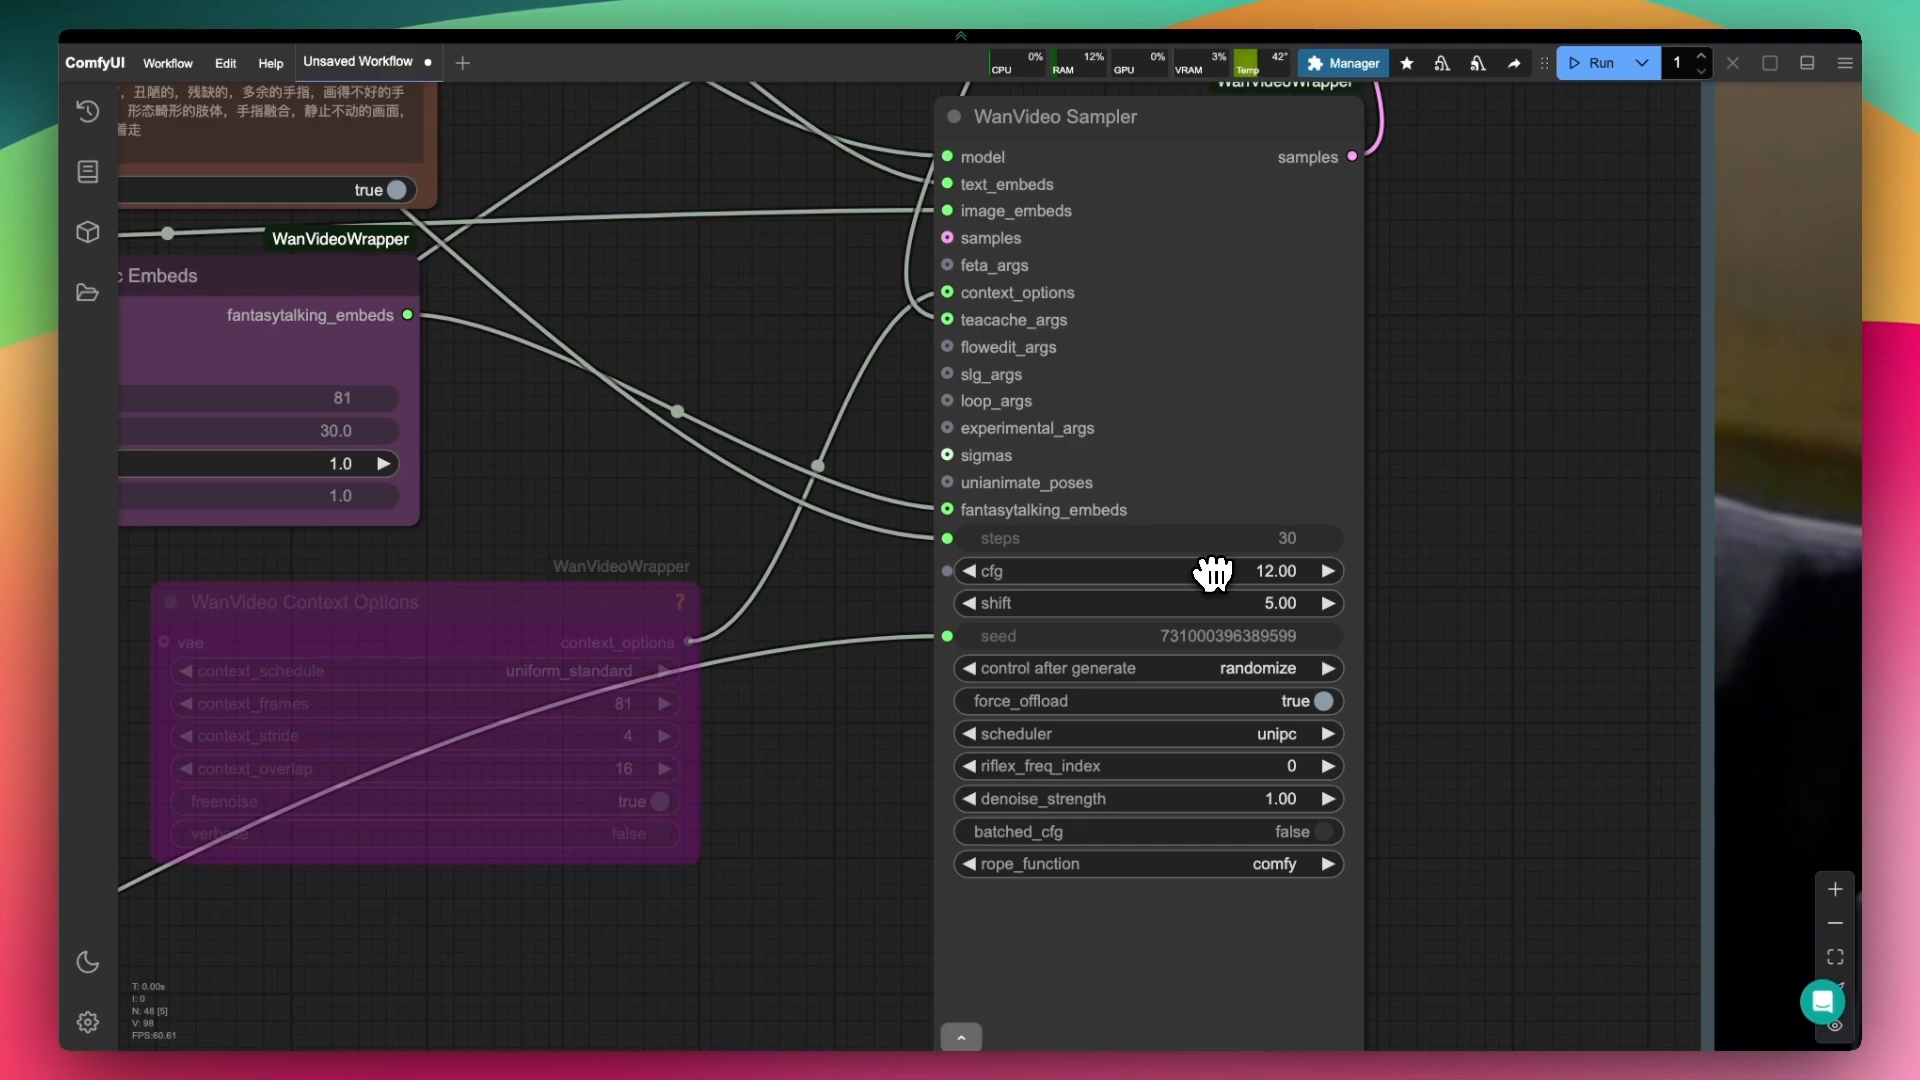 ComfyUI Workflow Edit Help Unsaved Workflow
CPU 0% RAM 12% GPU 0% VRAM 3% Temp 42° Manager Run 1
，丑陋的，残缺的，多余的手指，画得不好的手
形态畸形的肢体，手指融合，静止不动的画面，
着走
true
WanVideoWrapper
c Embeds
fantasytalking_embeds
81
30.0
1.0
1.0
WanVideoWrapper
WanVideo Context Options ?
vae context_options
context_schedule uniform_standard
context_frames 81
context_stride 4
context_overlap 16
freenoise true
verbose false
WanVideoWrapper
WanVideo Sampler
model samples
text_embeds
image_embeds
samples
feta_args
context_options
teacache_args
flowedit_args
slg_args
loop_args
experimental_args
sigmas
unianimate_poses
fantasytalking_embeds
steps 30
cfg 12.00
shift 5.00
seed 731000396389599
control after generate randomize
force_offload true
scheduler unipc
riflex_freq_index 0
denoise_strength 1.00
batched_cfg false
rope_function comfy
T: 0.00s
I: 0
N: 48 [5]
V: 98
FPS:60.61